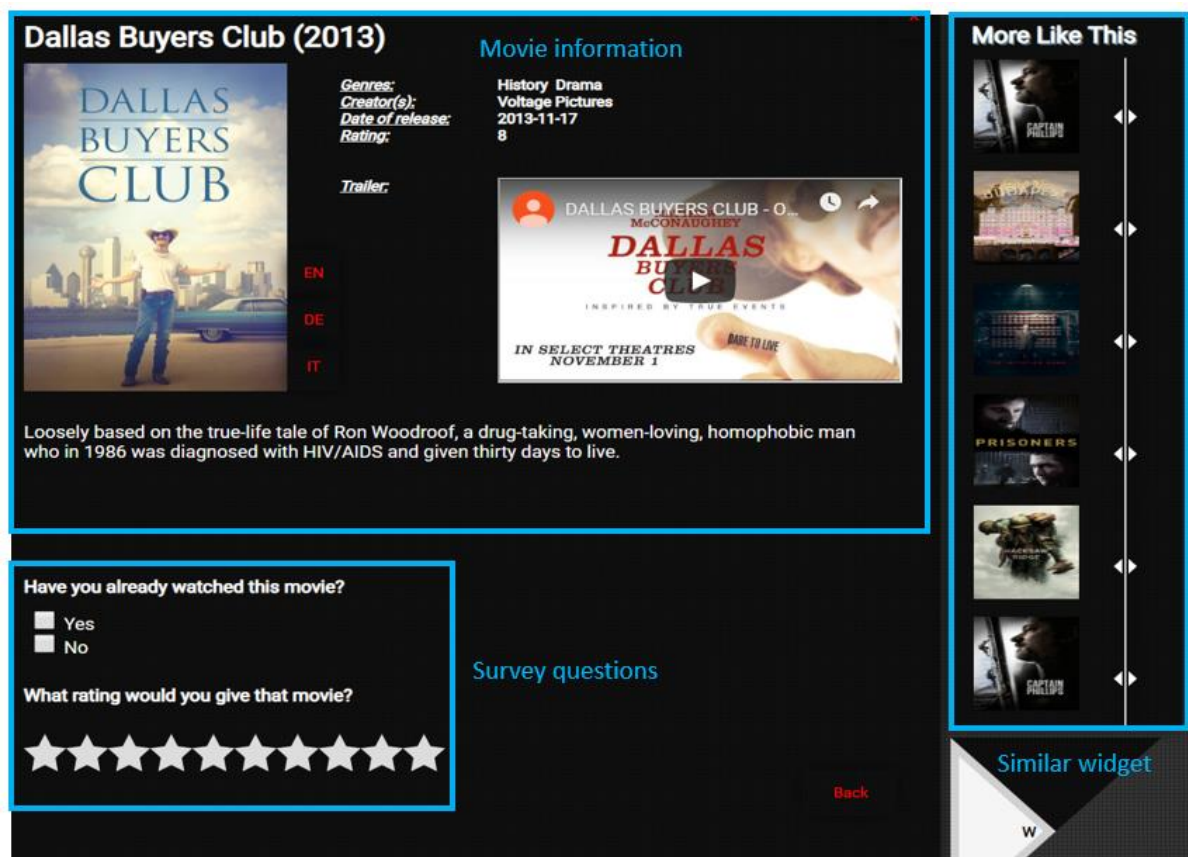 Dallas Buyers Club (2013)
Movie information
x
DALLAS
BUYERS
CLUB
Genres: History Drama
Creator(s): Voltage Pictures
Date of release: 2013-11-17
Rating: 8
Trailer:
DALLAS BUYERS CLUB - O...
McCONAUGHEY
DALLAS
BUYERS
CLUB
INSPIRED BY TRUE EVENTS
DARE TO LIVE
IN SELECT THEATRES
NOVEMBER 1
EN
DE
IT
Loosely based on the true-life tale of Ron Woodroof, a drug-taking, women-loving, homophobic man
who in 1986 was diagnosed with HIV/AIDS and given thirty days to live.
Have you already watched this movie?
Yes
No
What rating would you give that movie?
Survey questions
Back
More Like This
CAPTAIN
PHILLIPS
BUDAPEST
PRISONERS
HACKSAW
RIDGE
CAPTAIN
PHILLIPS
Similar widget
W